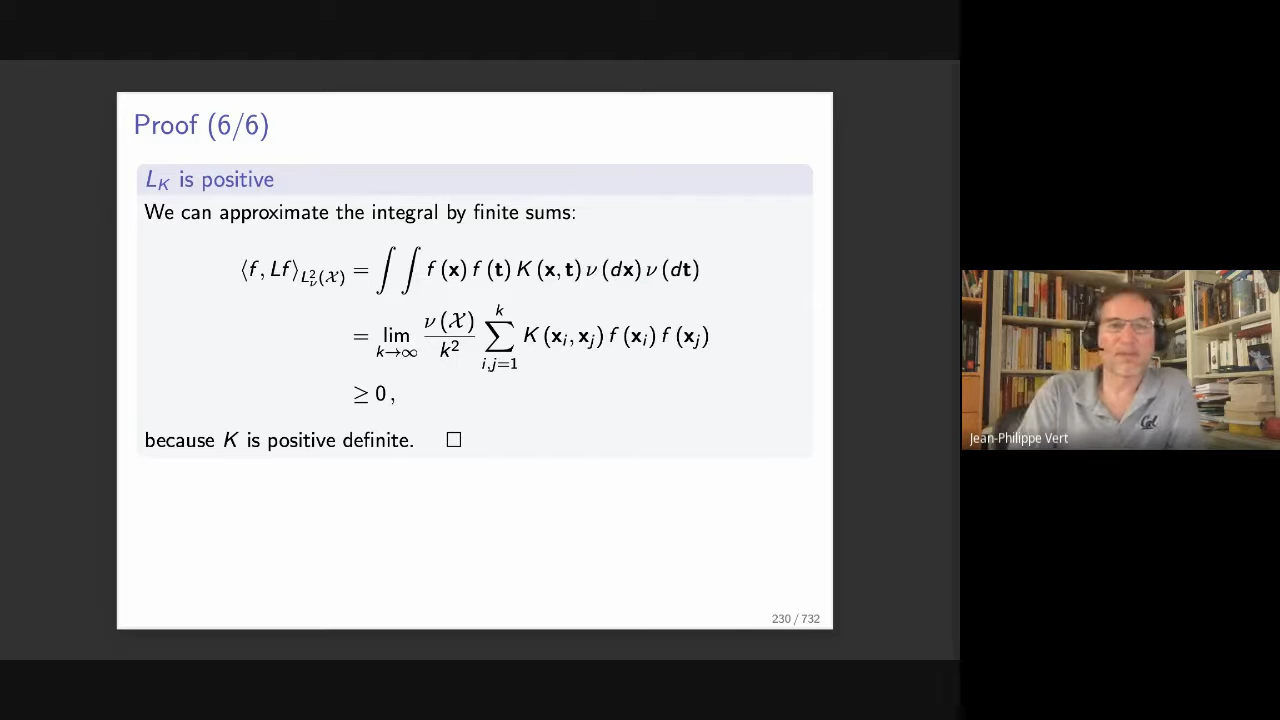 Proof (6/6)
L_K is positive
We can approximate the integral by finite sums:
⟨f, Lf⟩_{L²_ν(𝒳)} = ∫ ∫ f (x) f (t) K (x, t) ν (dx) ν (dt)
= lim_{k→∞} ν (𝒳) / k² ∑_{i,j=1}^{k} K (x_i, x_j) f (x_i) f (x_j)
≥ 0 ,
because K is positive definite. □
230 / 732
Cal
Jean-Philippe Vert